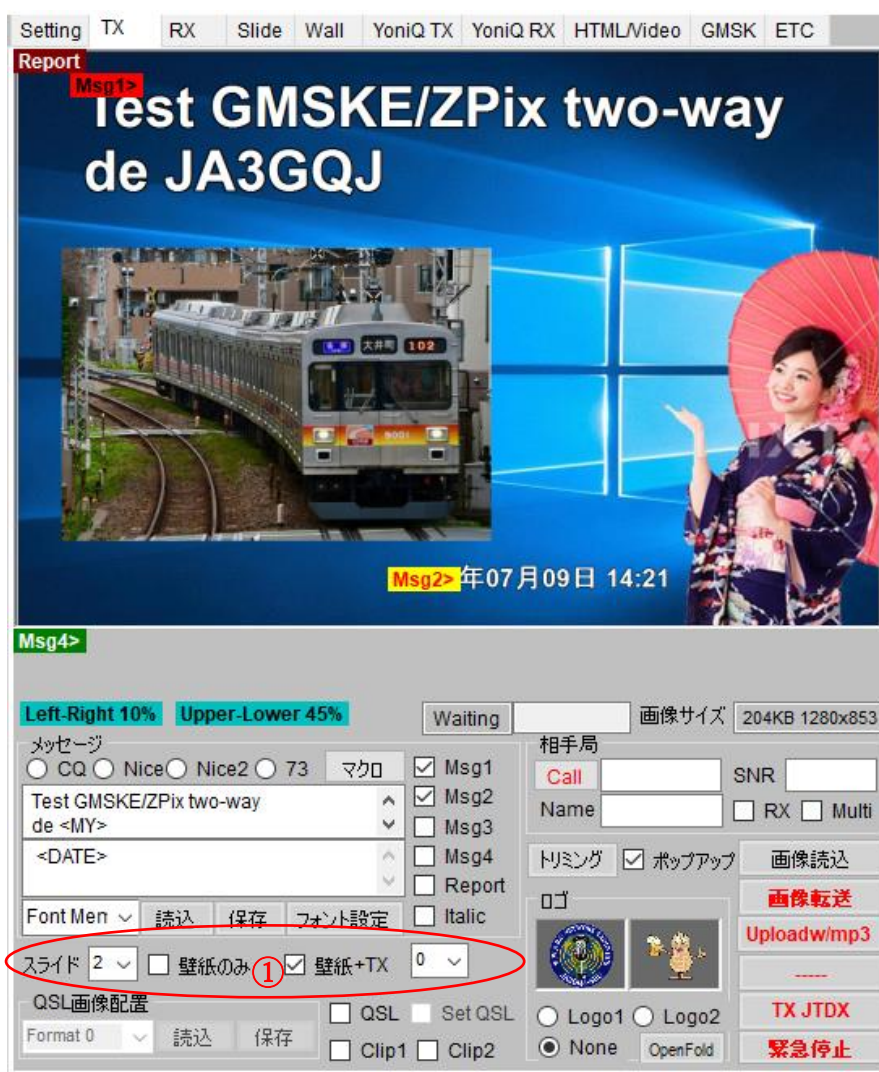 Setting TX RX Slide Wall YoniQ TX YoniQ RX HTML/Video GMSK ETC
Report
Msg1>
Test GMSKE/ZPix two-way
de JA3GQJ
大井町 102
9001
Msg2> 年07月09日 14:21
Msg4>
Left-Right 10% Upper-Lower 45% Waiting 画像サイズ 204KB 1280x853
メッセージ
CQ Nice Nice2 73 マクロ
Msg1
Msg2
Msg3
Msg4
Report
Italic
Test GMSKE/ZPix two-way
de <MY>
<DATE>
Font Mem 読込 保存 フォント設定
相手局
Call SNR
Name RX Multi
トリミング ポップアップ 画像読込
画像転送
ロゴ
Uploadw/mp3
-----
スライド 2 壁紙のみ ① 壁紙+TX 0
QSL画像配置
Format 0 読込 保存
QSL Set QSL
Clip1 Clip2
Logo1 Logo2
None OpenFold
TX JTDX
緊急停止